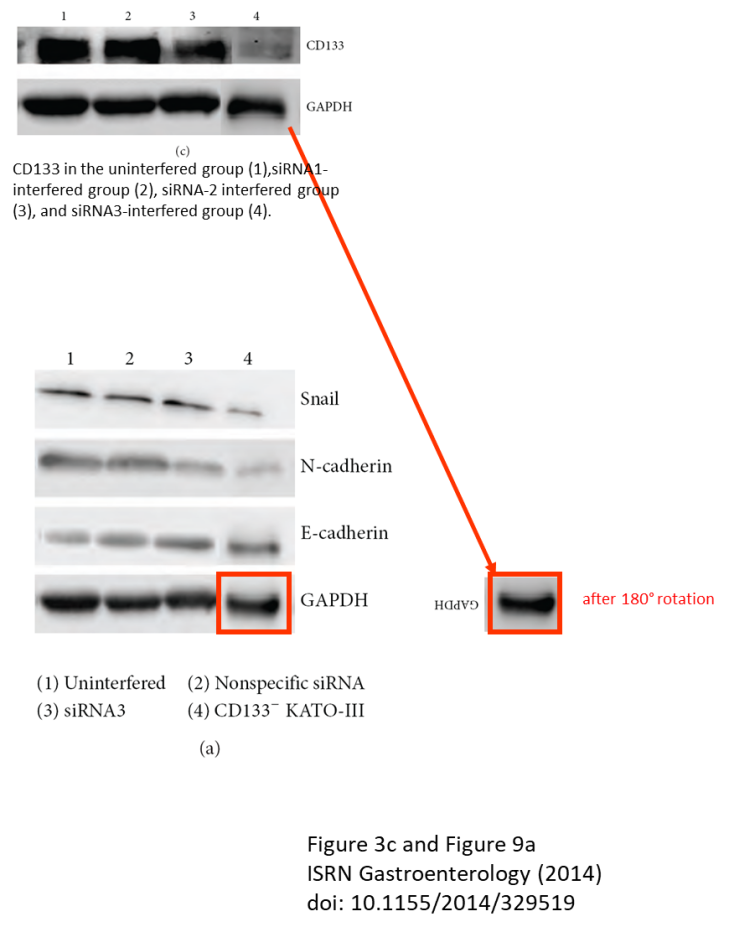 1 2 3 4
CD133
GAPDH
(c)
CD133 in the uninterfered group (1),siRNA1-
interfered group (2), siRNA-2 interfered group
(3), and siRNA3-interfered group (4).
1 2 3 4
Snail
N-cadherin
E-cadherin
GAPDH
GAPDH
after 180° rotation
(1) Uninterfered (2) Nonspecific siRNA
(3) siRNA3 (4) CD133⁻ KATO-III
(a)
Figure 3c and Figure 9a
ISRN Gastroenterology (2014)
doi: 10.1155/2014/329519